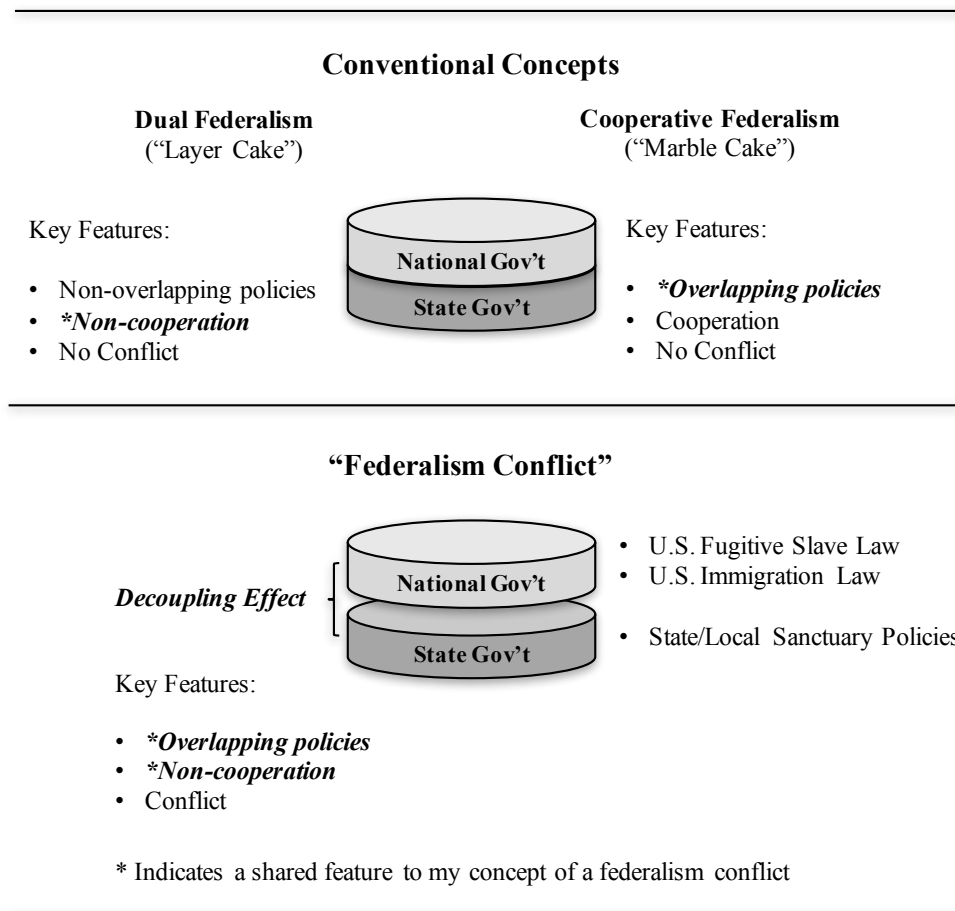 Conventional Concepts
Dual Federalism
(“Layer Cake”)
Cooperative Federalism
(“Marble Cake”)
Key Features:
• Non-overlapping policies
• *Non-cooperation
• No Conflict
National Gov’t
State Gov’t
Key Features:
• *Overlapping policies
• Cooperation
• No Conflict
“Federalism Conflict”
Decoupling Effect
National Gov’t
State Gov’t
• U.S. Fugitive Slave Law
• U.S. Immigration Law
• State/Local Sanctuary Policies
Key Features:
• *Overlapping policies
• *Non-cooperation
• Conflict
* Indicates a shared feature to my concept of a federalism conflict